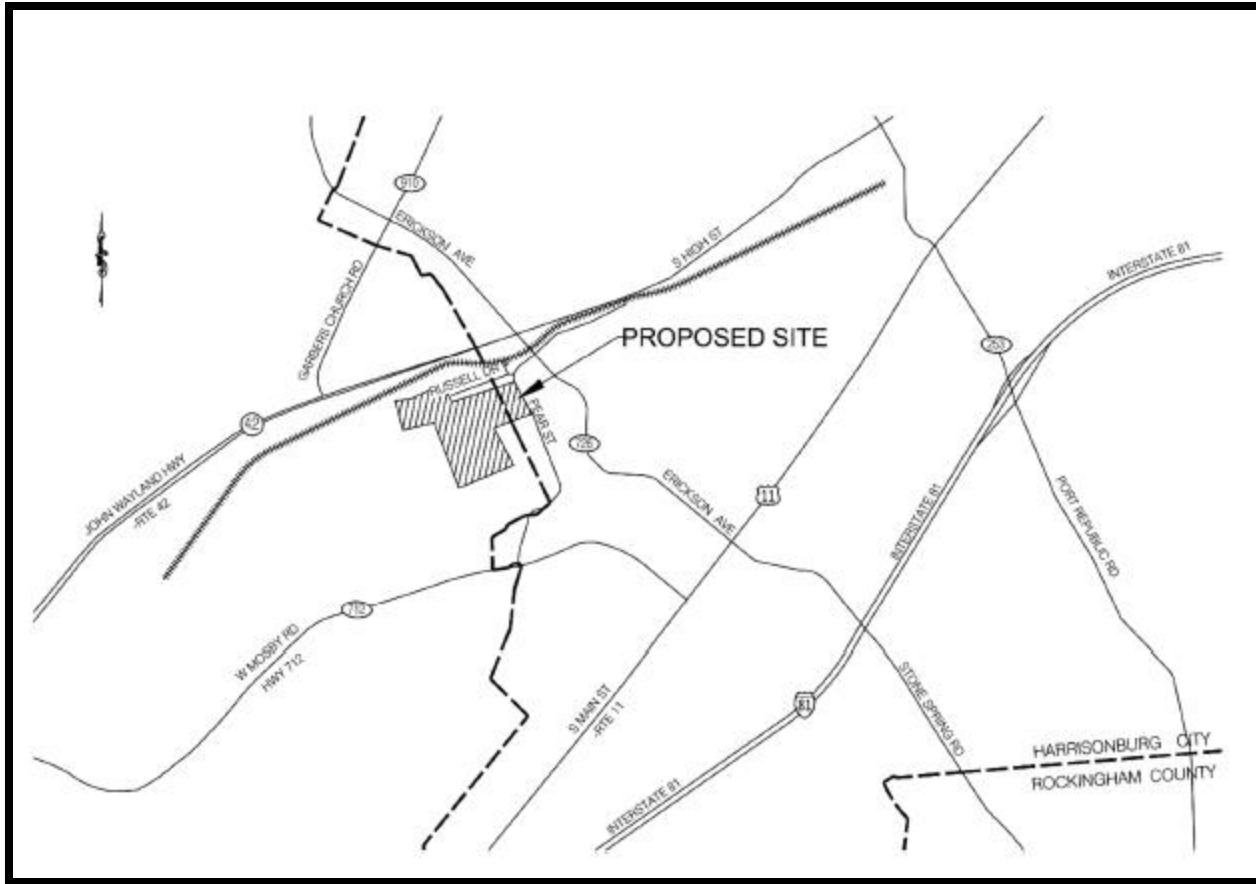 910
ERICKSON AVE
S HIGH ST
INTERSTATE 81
GARBERS CHURCH RD
PROPOSED SITE
253
RUSSELL DR
PEAR ST
42
726
JOHN WAYLAND HWY
-RTE 42
ERICKSON AVE
11
INTERSTATE 81
PORT REPUBLIC RD
712
W MOSBY RD
HWY 712
S MAIN ST
-RTE 11
81
STONE SPRING RD
HARRISONBURG CITY
ROCKINGHAM COUNTY
INTERSTATE 81